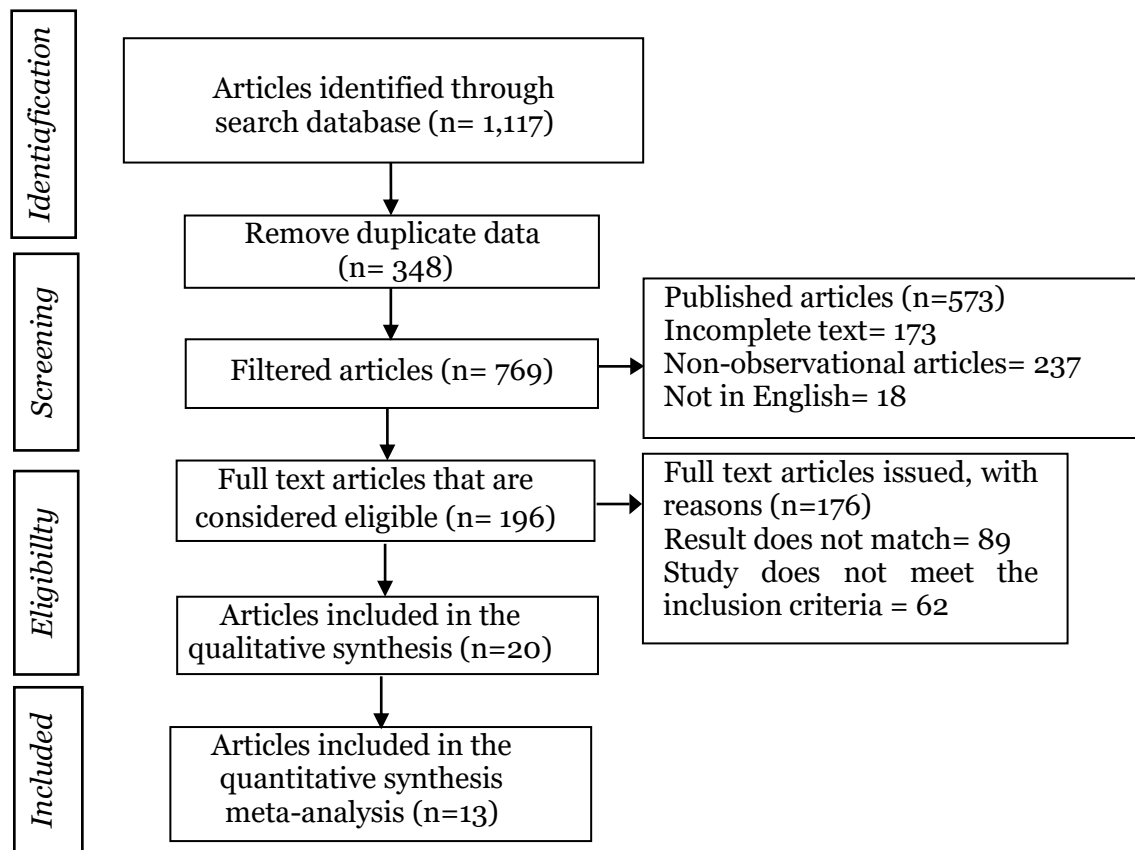 Identiafication
Articles identified through
search database (n= 1,117)
Remove duplicate data
(n= 348)
Screening
Filtered articles (n= 769)
Published articles (n=573)
Incomplete text= 173
Non-observational articles= 237
Not in English= 18
Eligibillty
Full text articles that are
considered eligible (n= 196)
Full text articles issued, with
reasons (n=176)
Result does not match= 89
Study does not meet the
inclusion criteria = 62
Articles included in the
qualitative synthesis (n=20)
Included
Articles included in the
quantitative synthesis
meta-analysis (n=13)